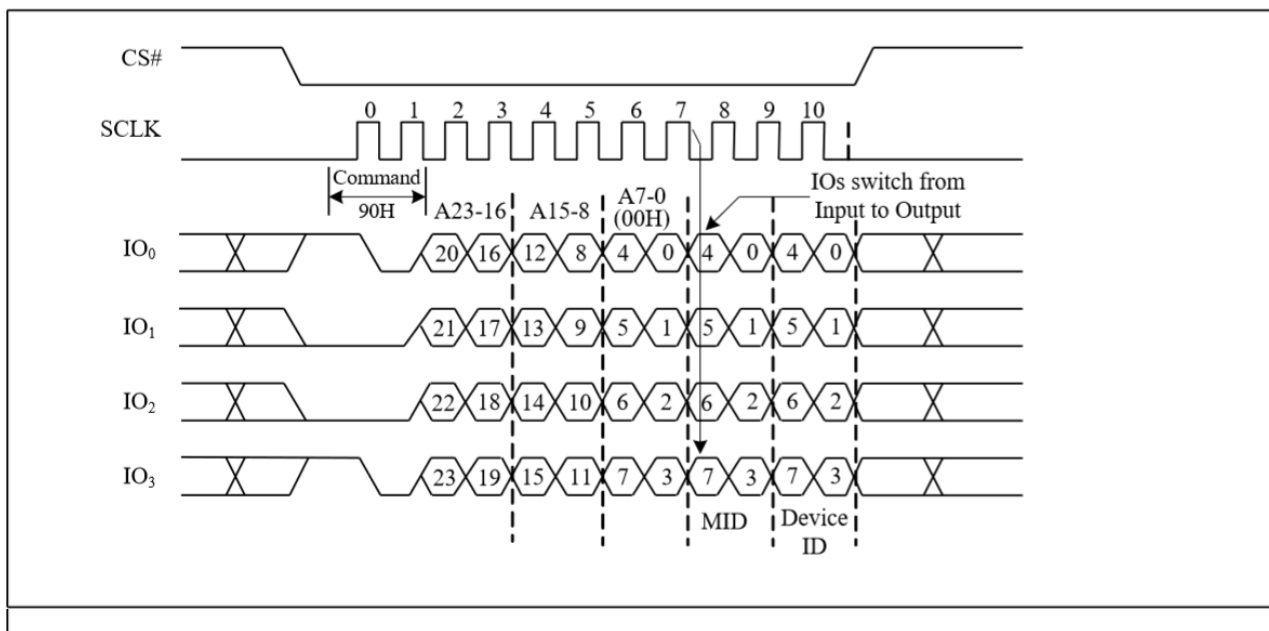 CS#
0 1 2 3 4 5 6 7 8 9 10
SCLK
Command
90H
A23-16 A15-8 A7-0
(00H)
IOs switch from
Input to Output
IO0 20 16 12 8 4 0 4 0 4 0
IO1 21 17 13 9 5 1 5 1 5 1
IO2 22 18 14 10 6 2 6 2 6 2
IO3 23 19 15 11 7 3 7 3 7 3
MID Device
ID